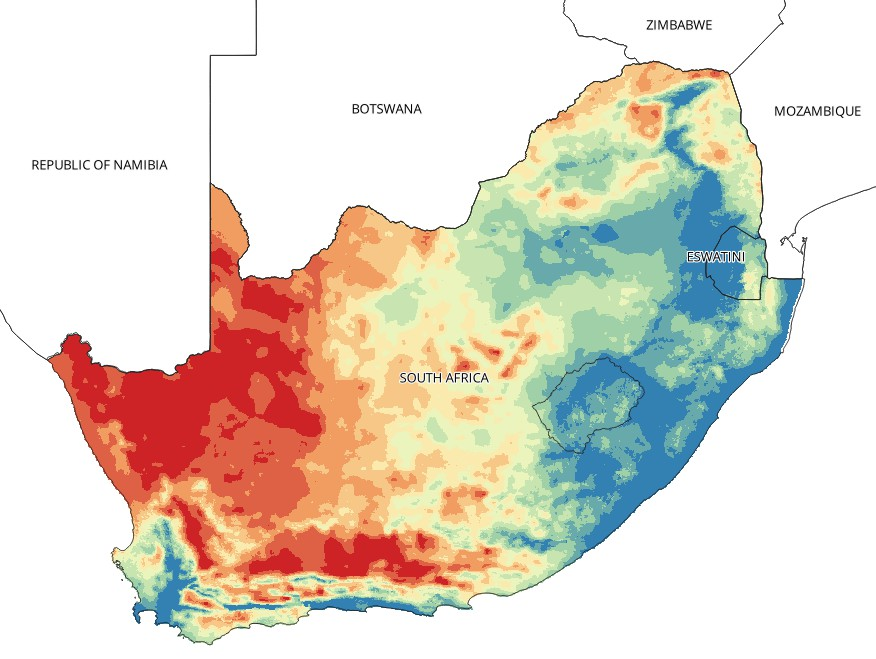 ZIMBABWE
BOTSWANA
MOZAMBIQUE
REPUBLIC OF NAMIBIA
ESWATINI
SOUTH AFRICA